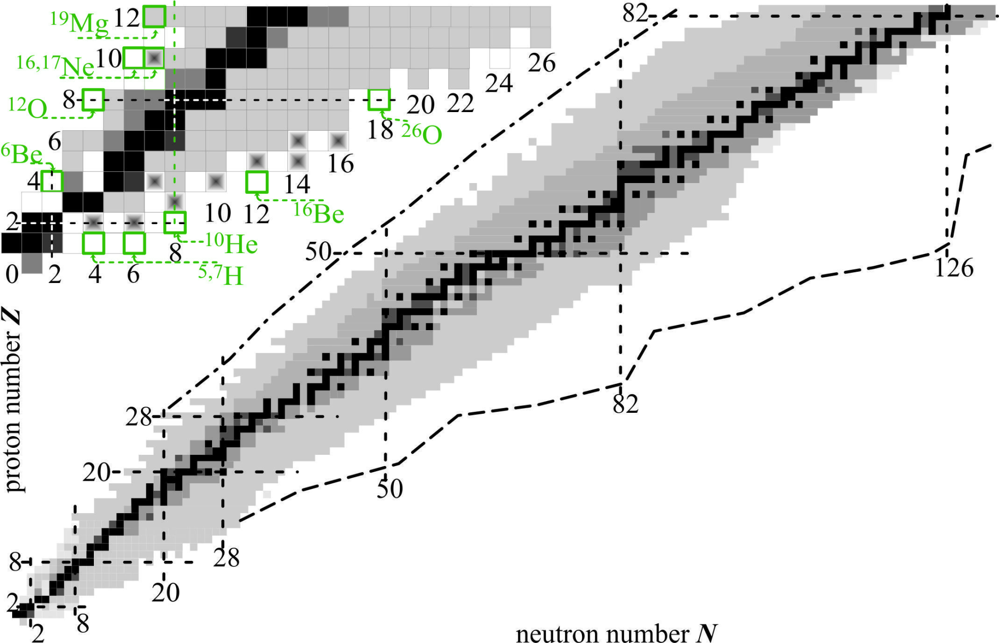 ¹⁹Mg 12
82
¹⁶,¹⁷Ne 10
26
24
¹²O 8
20 22
18 ²⁶O
6
⁶Be
16
4
14
10 12 ¹⁶Be
2
¹⁰He
8
50
0 2 4 6 ⁵,⁷H
126
28
82
20
50
proton number Z
8
28
20
2
2
8
neutron number N